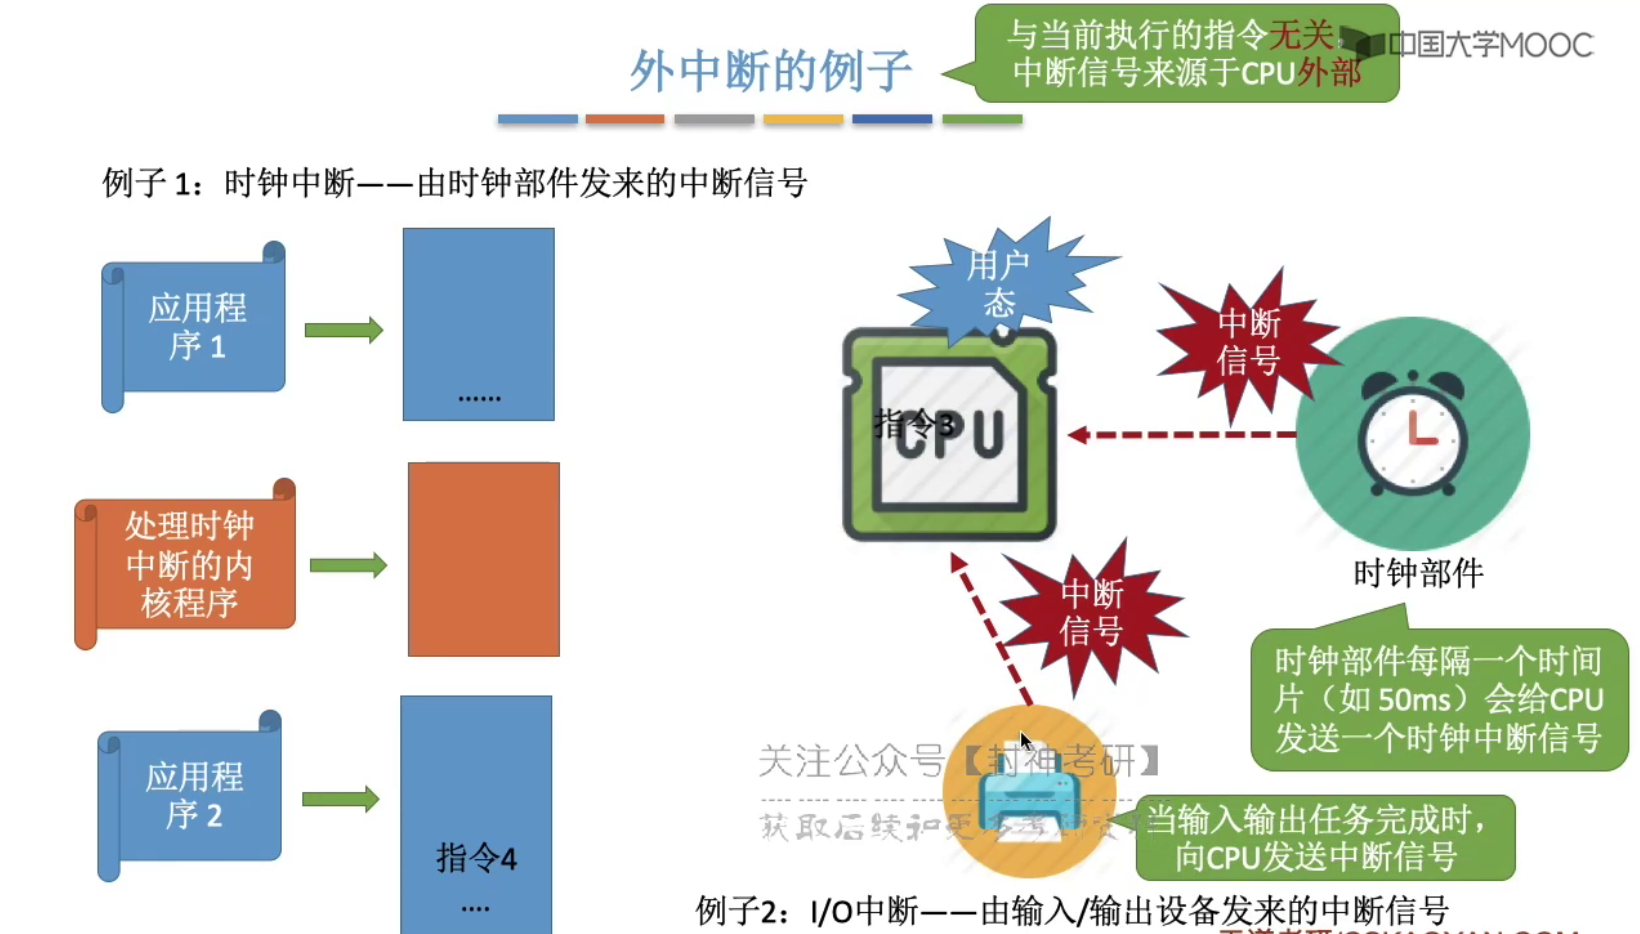 与当前执行的指令无关，
中断信号来源于CPU外部
中国大学MOOC
外中断的例子
例子 1：时钟中断——由时钟部件发来的中断信号
应用程
序 1
......
用户
态
中断
信号
指令3
CPU
处理时钟
中断的内
核程序
中断
信号
时钟部件
时钟部件每隔一个时间
片（如 50ms）会给CPU
发送一个时钟中断信号
应用程
序 2
指令4
....
关注公众号【封神考研】
获取后续和更多考研
当输入输出任务完成时，
向CPU发送中断信号
例子2：I/O中断——由输入/输出设备发来的中断信号